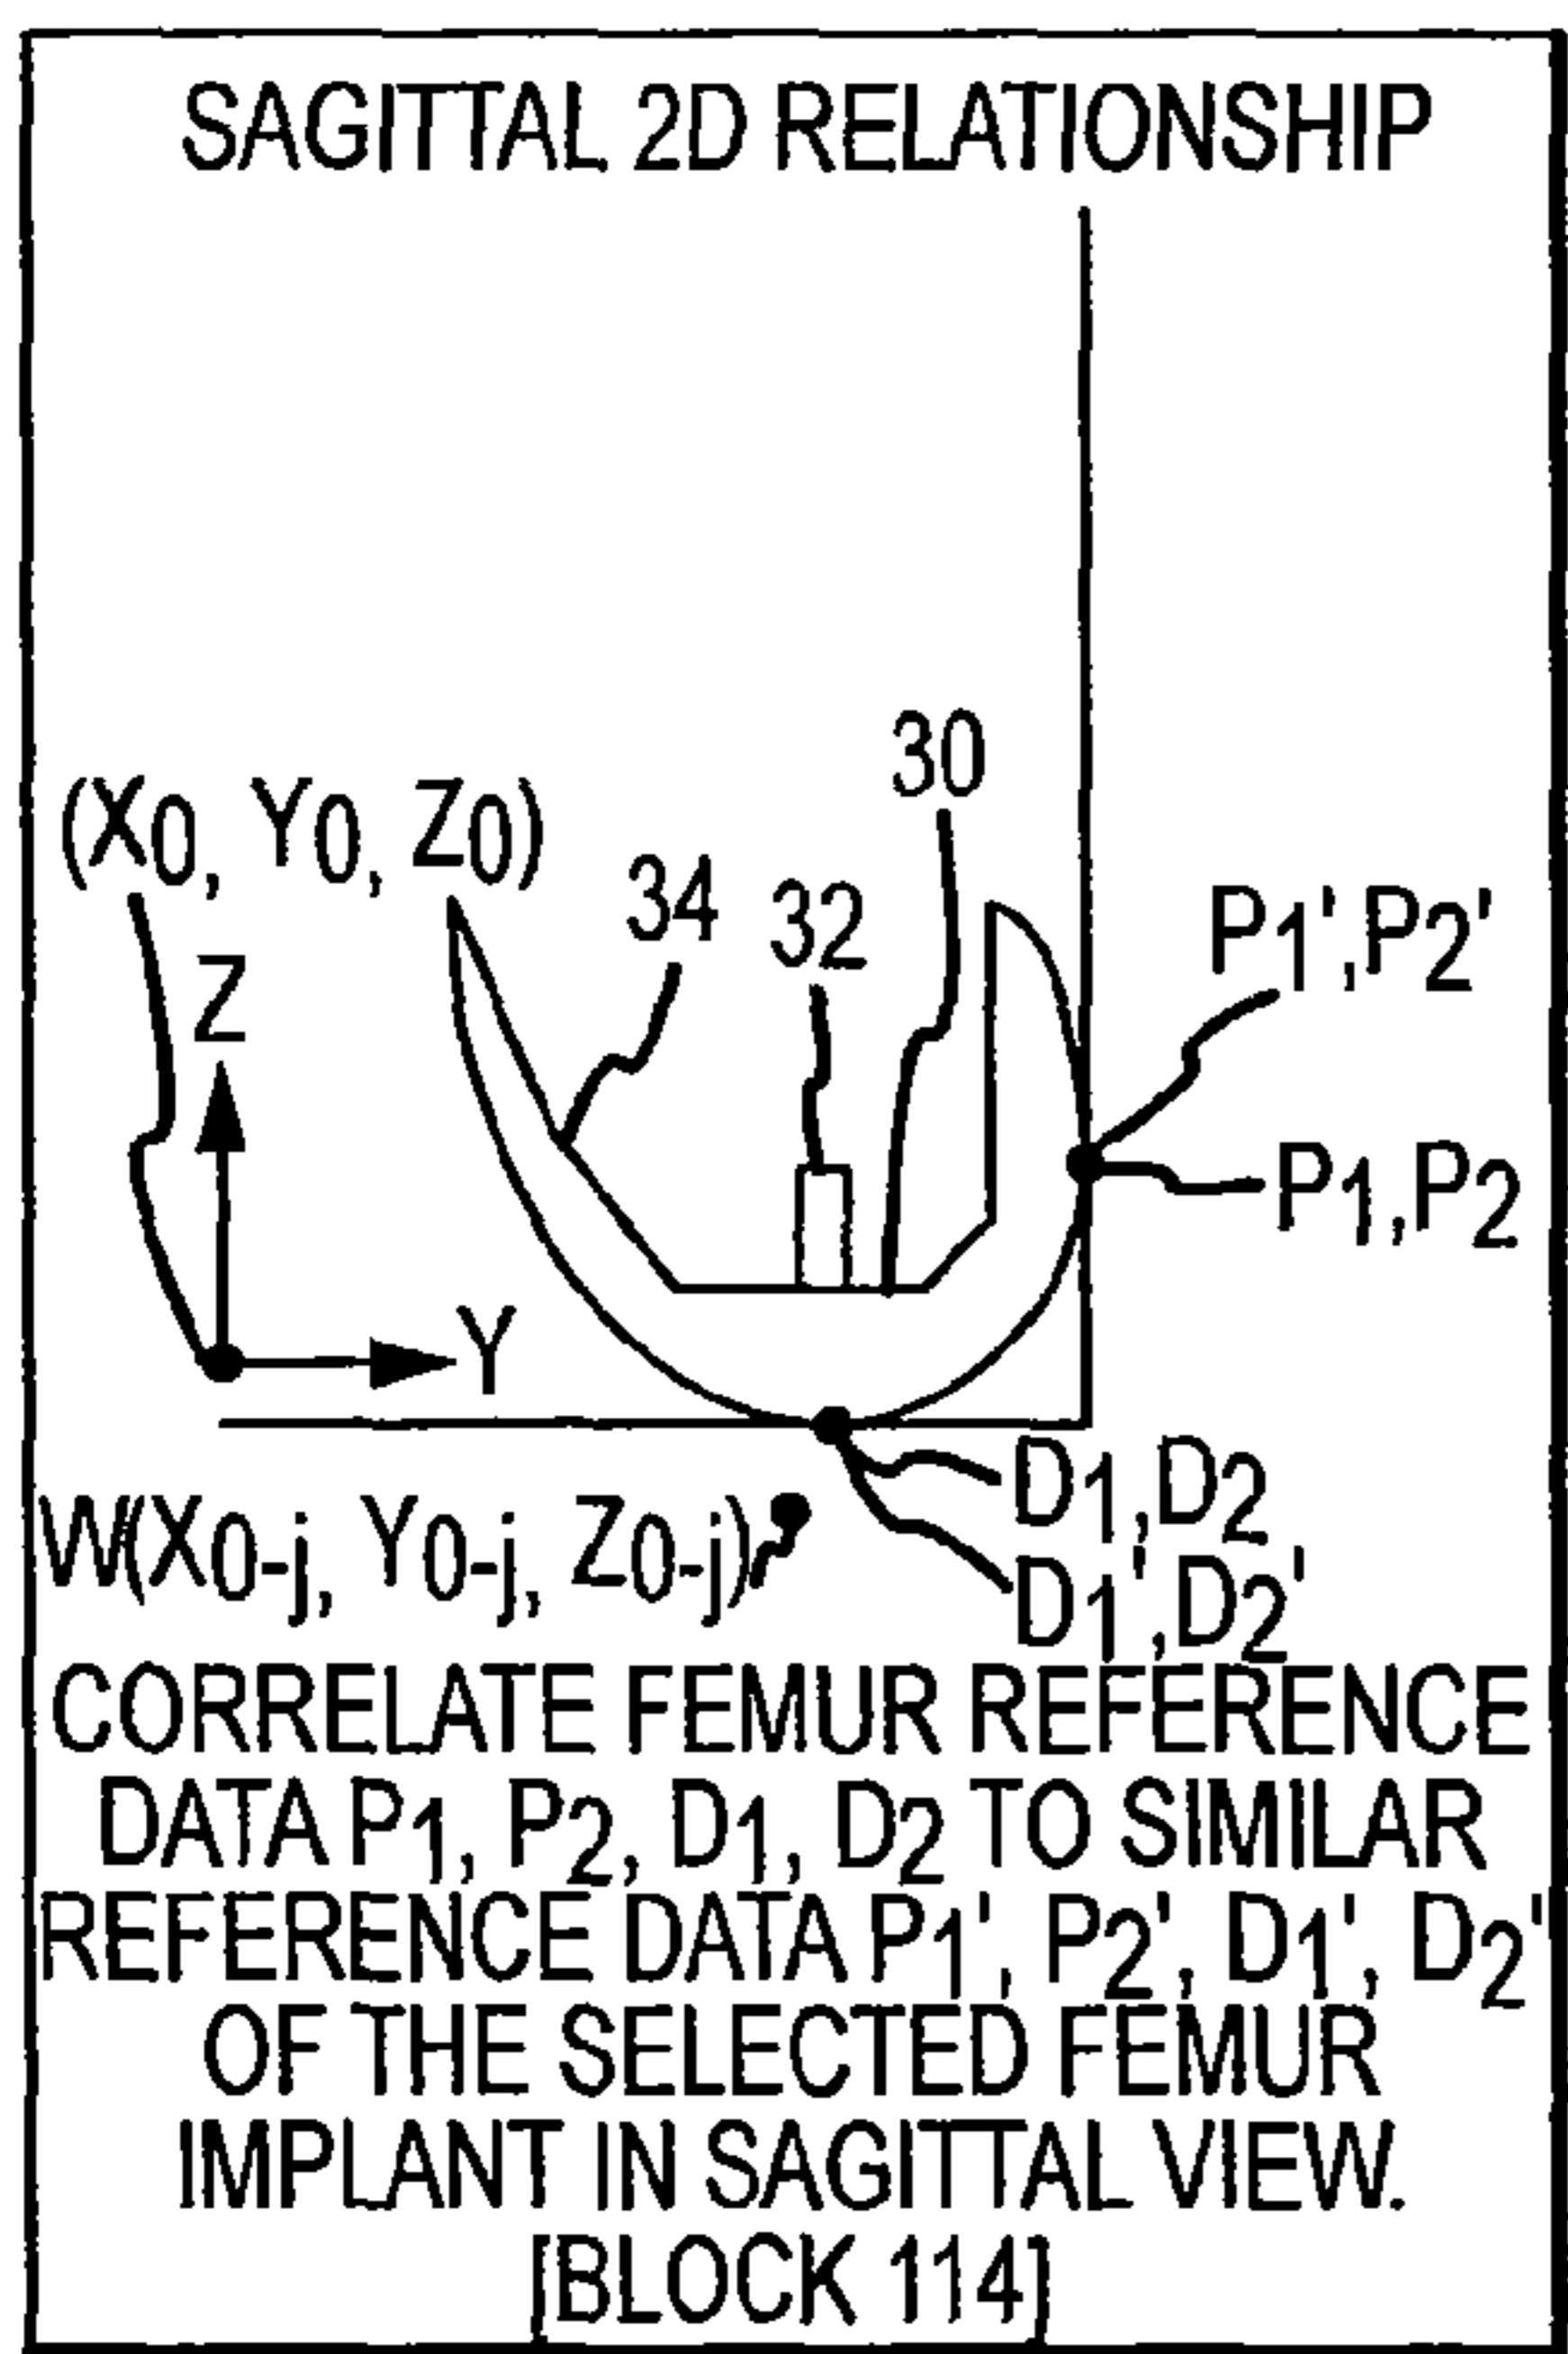 SAGITTAL 2D RELATIONSHIP
30
(X0, Y0, Z0)
34
32
P1',P2'
Z
P1,P2
Y
D1,D2
W(X0-j, Y0-j, Z0-j)
D1',D2'
CORRELATE FEMUR REFERENCE
DATA P1, P2, D1, D2 TO SIMILAR
REFERENCE DATA P1', P2', D1', D2'
OF THE SELECTED FEMUR
IMPLANT IN SAGITTAL VIEW.
[BLOCK 114]